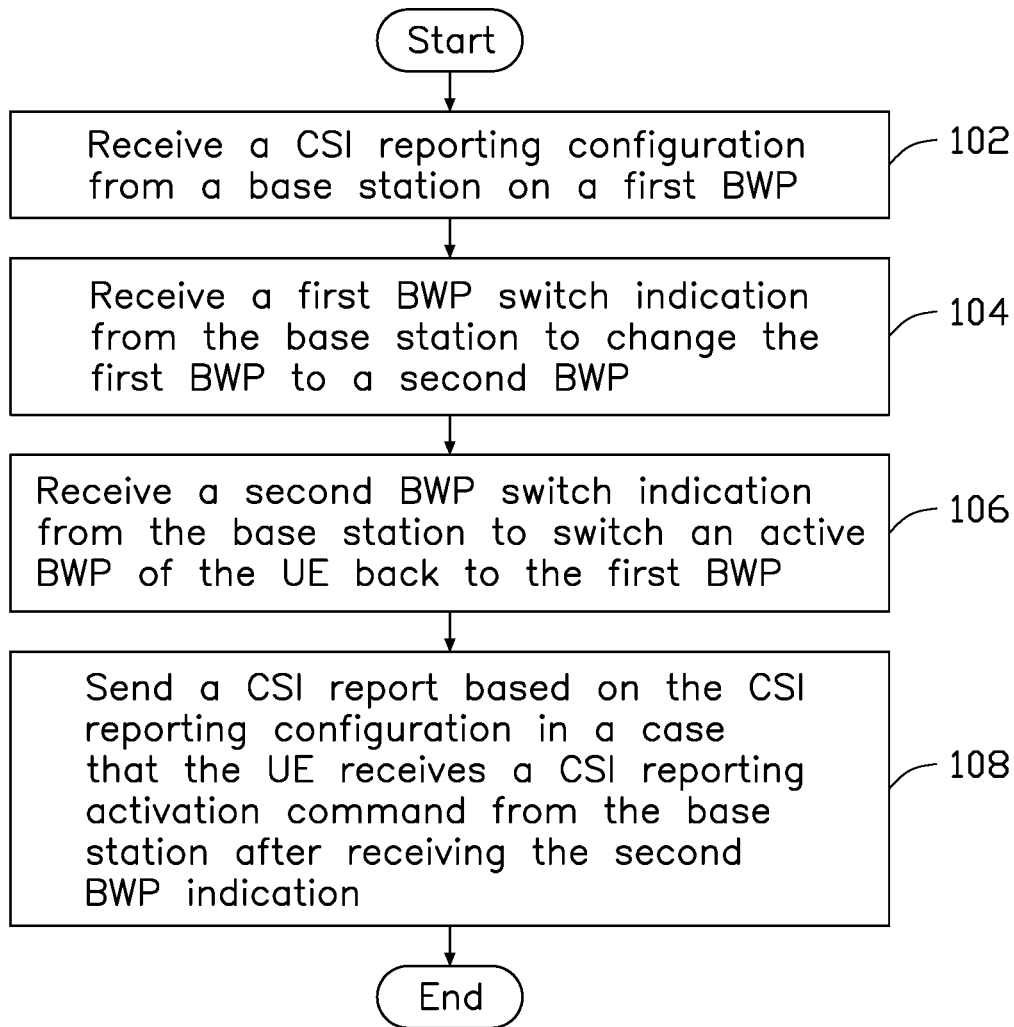 Start
Receive a CSI reporting configuration
from a base station on a first BWP
102
Receive a first BWP switch indication
from the base station to change the
first BWP to a second BWP
104
Receive a second BWP switch indication
from the base station to switch an active
BWP of the UE back to the first BWP
106
Send a CSI report based on the CSI
reporting configuration in a case
that the UE receives a CSI reporting
activation command from the base
station after receiving the second
BWP indication
108
End